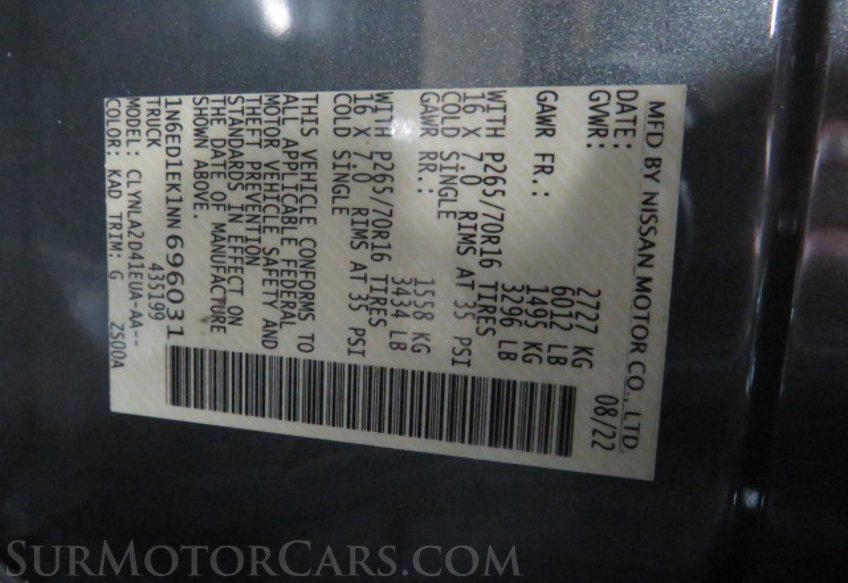 MFD BY NISSAN MOTOR CO., LTD.
DATE: 08/22
GVWR: 2727 KG
6012 LB
GAWR FR.: 1495 KG
3296 LB
WITH P265/70R16 TIRES
16 X 7.0 RIMS AT 35 PSI
COLD SINGLE
GAWR RR.: 1558 KG
3434 LB
WITH P265/70R16 TIRES
16 X 7.0 RIMS AT 35 PSI
COLD SINGLE
THIS VEHICLE CONFORMS TO
ALL APPLICABLE FEDERAL
MOTOR VEHICLE SAFETY AND
THEFT PREVENTION
STANDARDS IN EFFECT ON
THE DATE OF MANUFACTURE
SHOWN ABOVE.
1N6ED1EK1NN696031
TRUCK 435199
MODEL: CLYNLA2D41EUA-AA--
COLOR: KAD TRIM: G ZS00A
SURMOTORCARS.COM